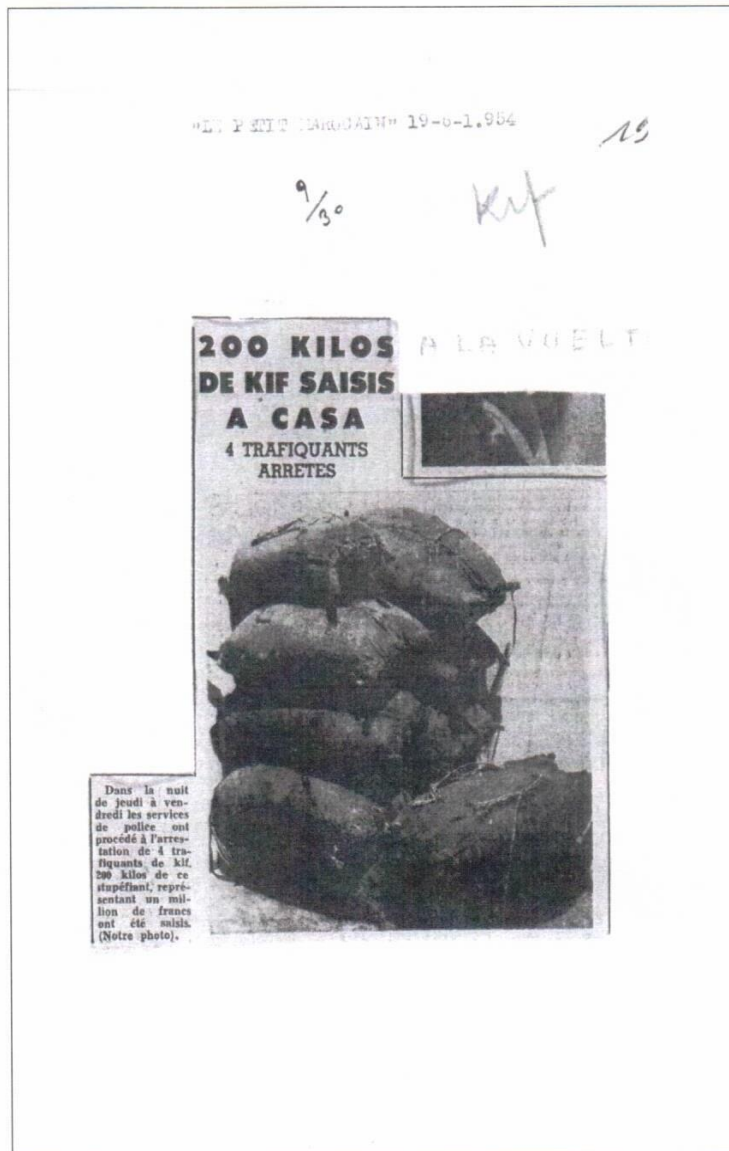 "LE PETIT MAROCAIN" 19-6-1.954
19
9/30
Kif
A LA VUELT
200 KILOS
DE KIF SAISIS
A CASA
4 TRAFIQUANTS
ARRETES
Dans la nuit
de jeudi à ven-
dredi les services
de police ont
procédé à l'arres-
tation de 4 tra-
fiquants de kif.
200 kilos de ce
stupéfiant, repré-
sentant un mil-
lion de francs
ont été saisis.
(Notre photo).